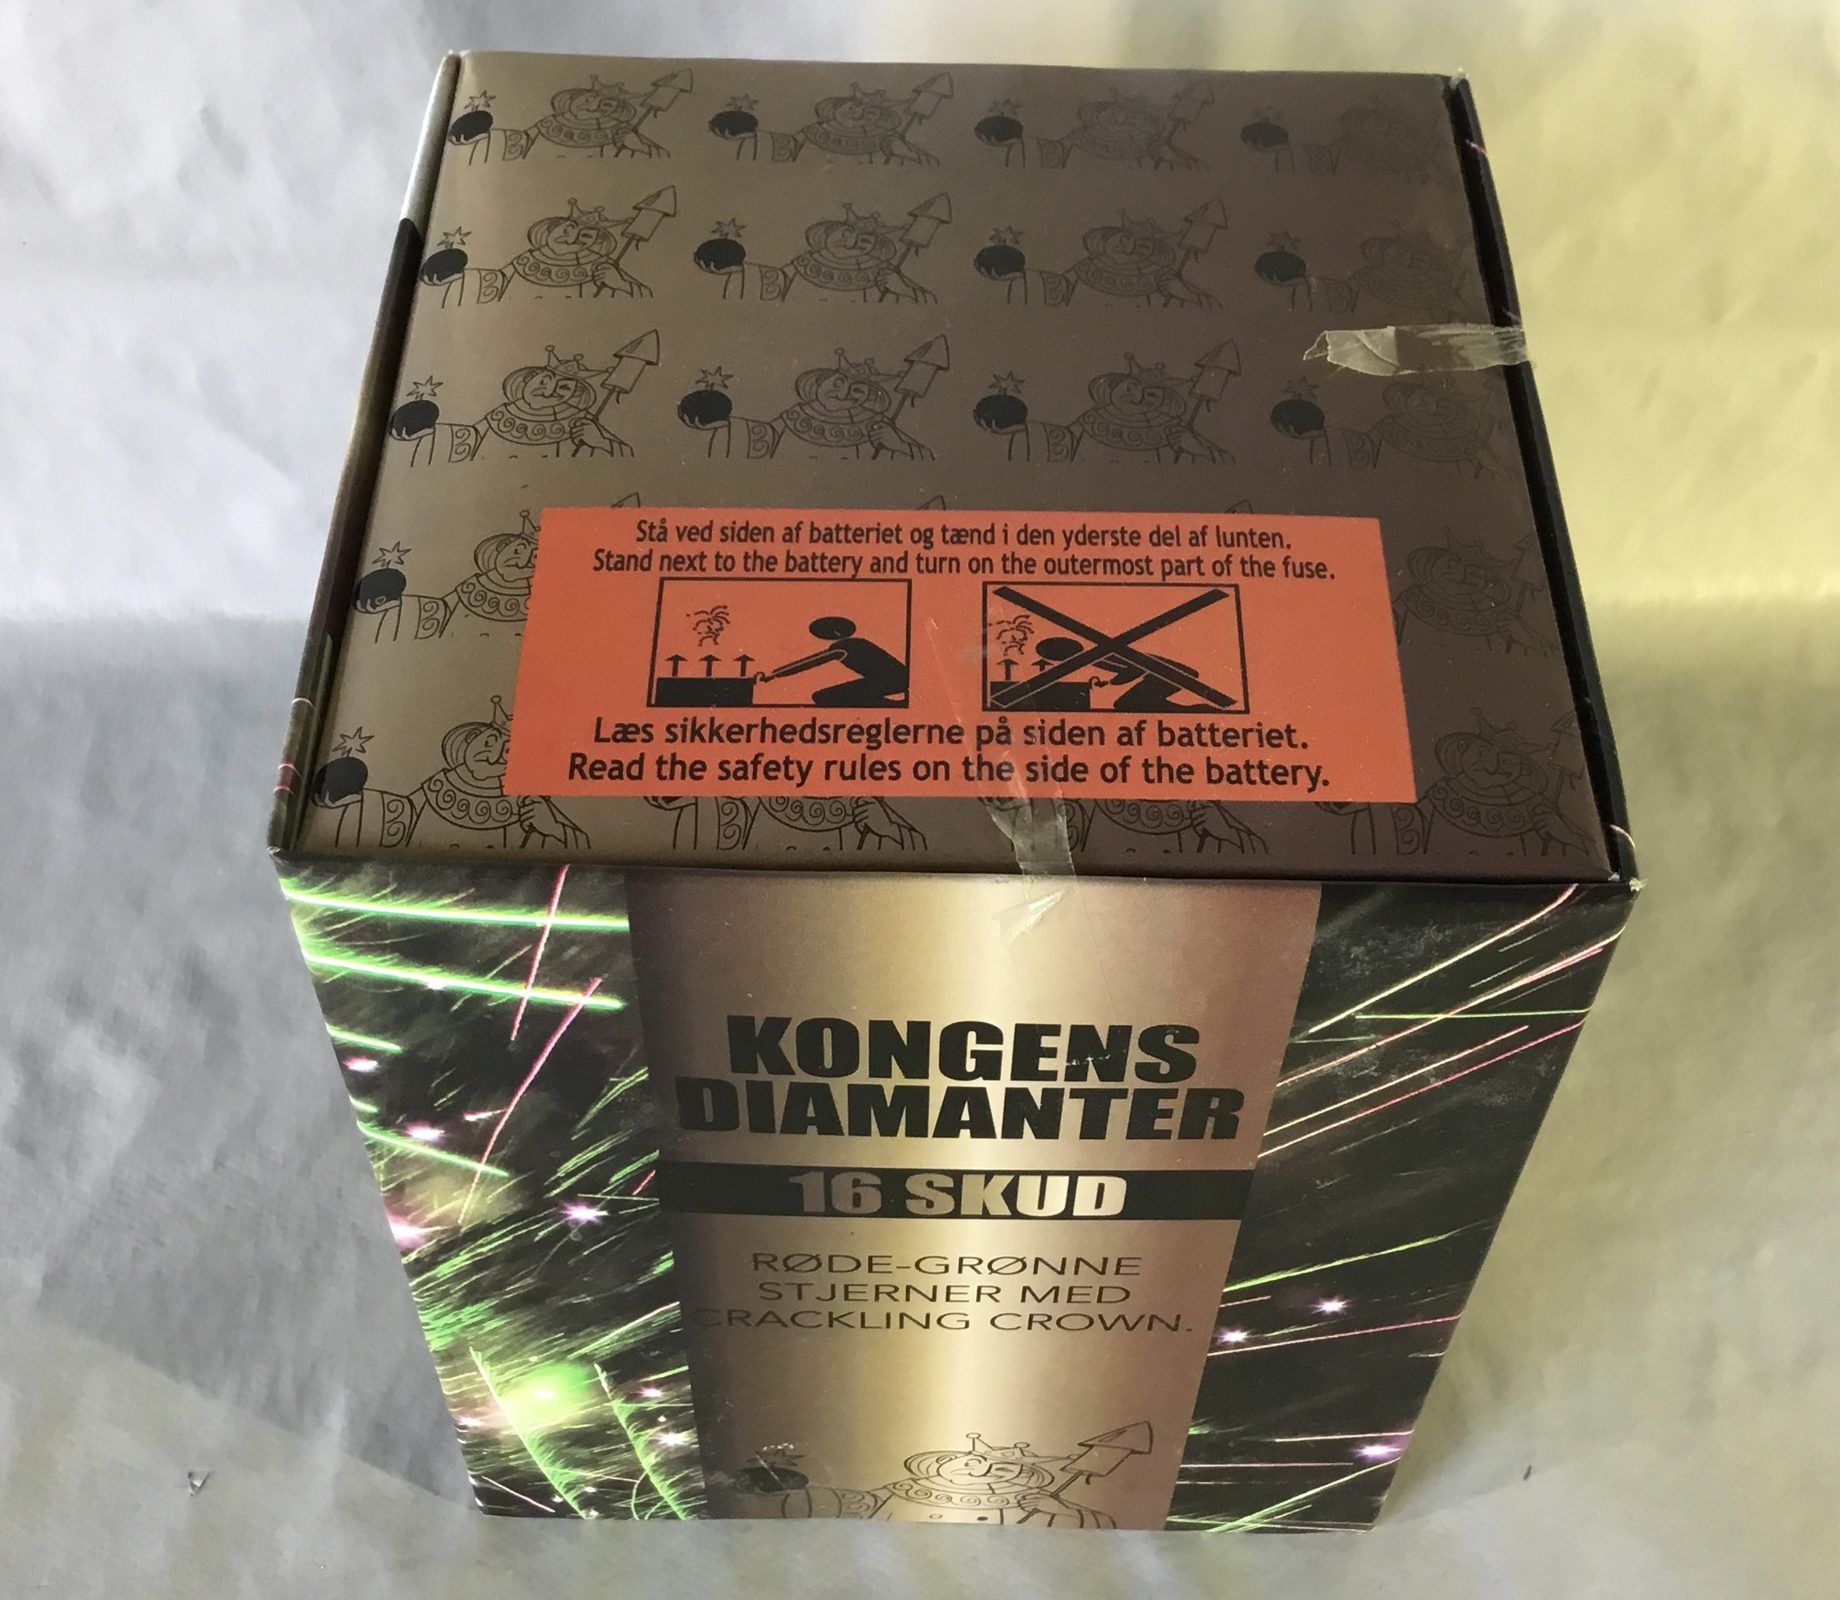 Stå ved siden af batteriet og tænd i den yderste del af lunten.
Stand next to the battery and turn on the outermost part of the fuse.
Læs sikkerhedsreglerne på siden af batteriet.
Read the safety rules on the side of the battery.
KONGENS
DIAMANTER
16 SKUD
RØDE-GRØNNE
STJERNER MED
CRACKLING CROWN.